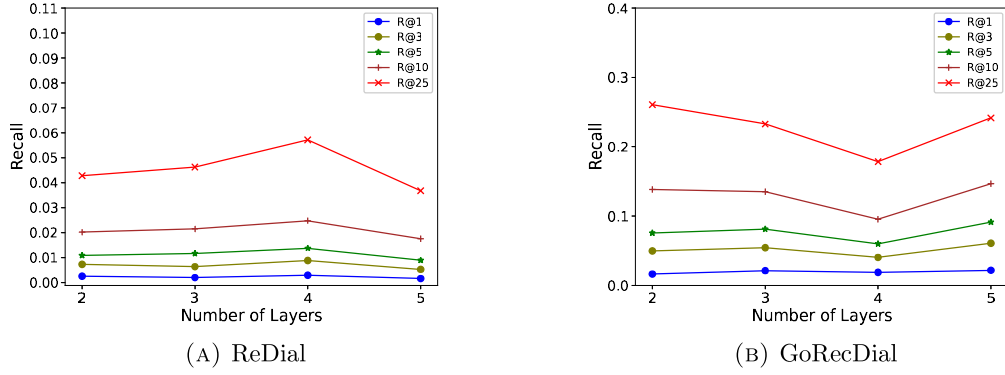 0.11
0.10
0.09
0.08
0.07
0.06
0.05
0.04
0.03
0.02
0.01
0.00
Recall
2 3 4 5
Number of Layers
R@1
R@3
R@5
R@10
R@25
(A) ReDial
0.4
0.3
0.2
0.1
0.0
Recall
2 3 4 5
Number of Layers
R@1
R@3
R@5
R@10
R@25
(B) GoRecDial